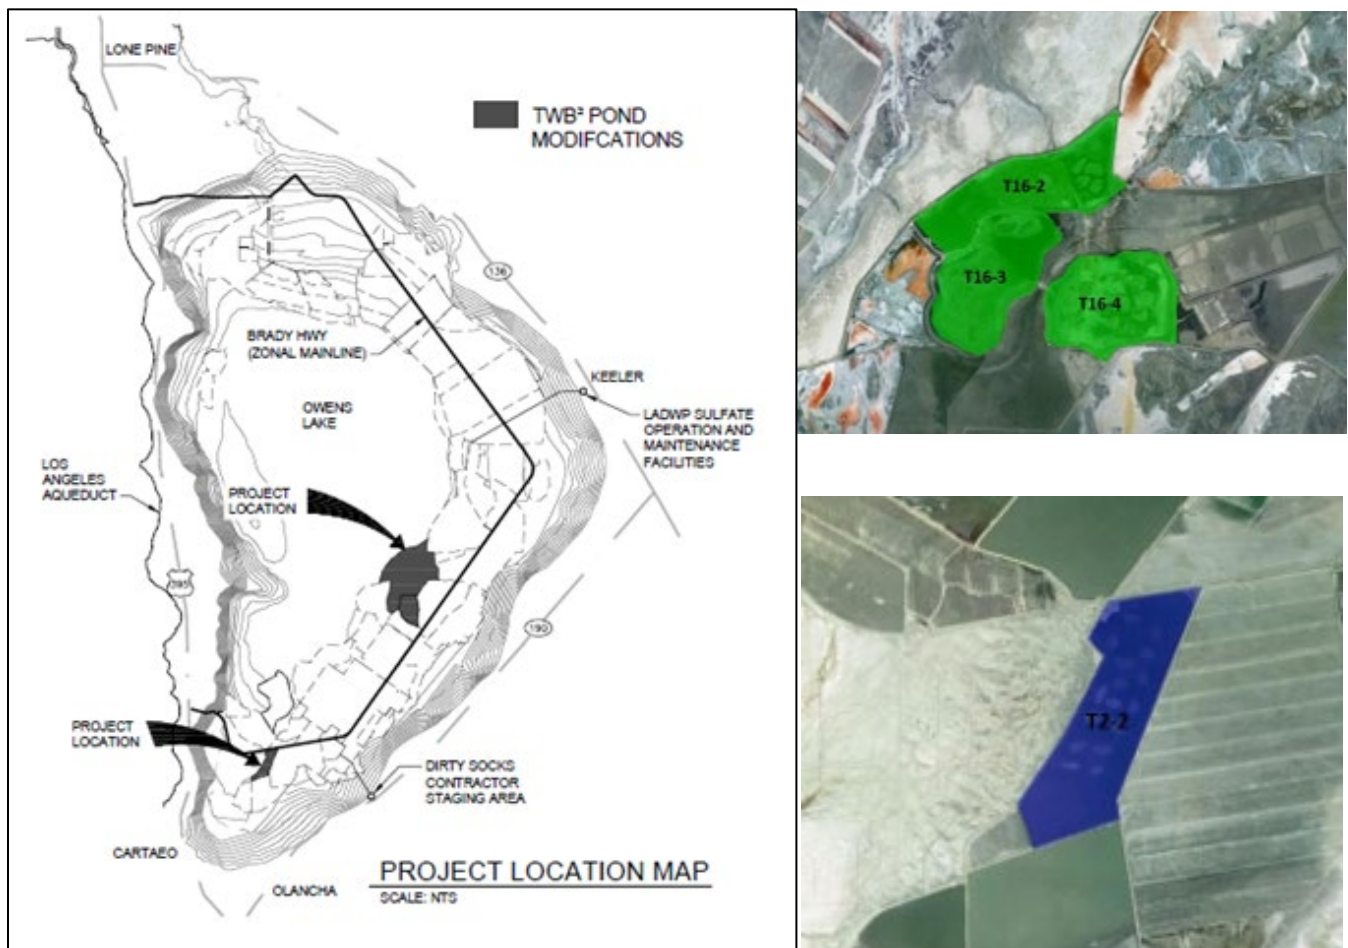 LONE PINE
TWB² POND
MODIFCATIONS
136
BRADY HWY
(ZONAL MAINLINE)
KEELER
OWENS
LAKE
LADWP SULFATE
OPERATION AND
MAINTENANCE
FACILITIES
LOS
ANGELES
AQUEDUCT
PROJECT
LOCATION
395
190
PROJECT
LOCATION
DIRTY SOCKS
CONTRACTOR
STAGING AREA
CARTAEO
PROJECT LOCATION MAP
OLANCHA
SCALE: NTS
T16-2
T16-3
T16-4
T2-2